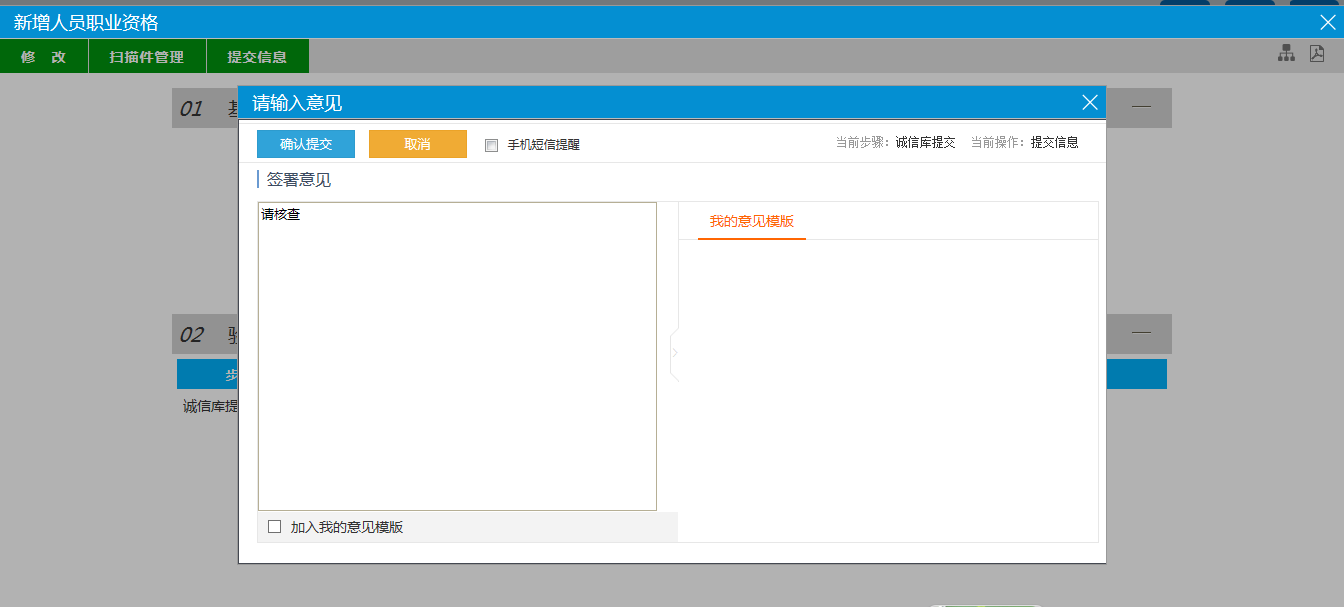 新增人员职业资格
修 改 扫描件管理 提交信息
01
请输入意见
确认提交 取消 手机短信提醒 当前步骤：诚信库提交 当前操作：提交信息
签署意见
请核查
我的意见模版
02
步
诚信库提
加入我的意见模版